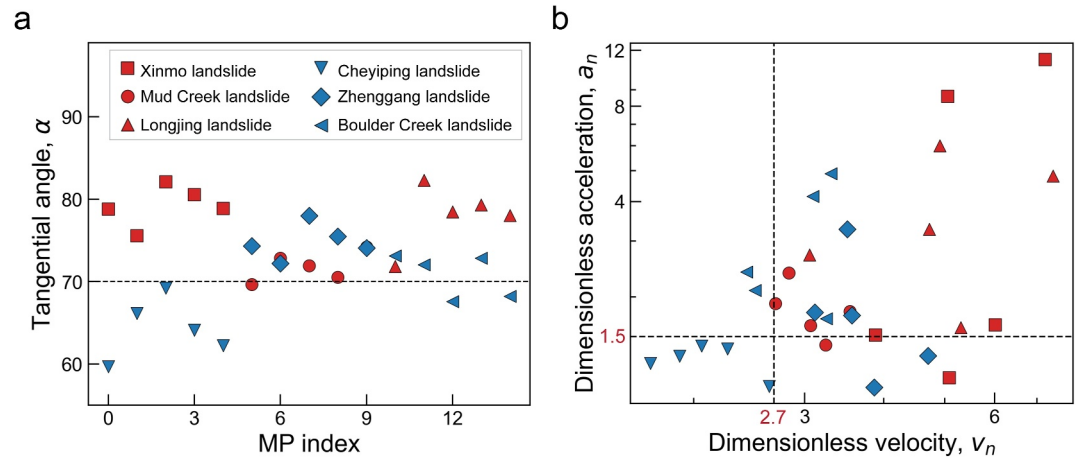 a
Tangential angle, α
90
80
70
60
Xinmo landslide
Mud Creek landslide
Longjing landslide
Cheyiping landslide
Zhenggang landslide
Boulder Creek landslide
0 3 6 9 12
MP index
b
Dimensionless acceleration, aₙ
12
8
4
1.5
2.7 3 6
Dimensionless velocity, vₙ